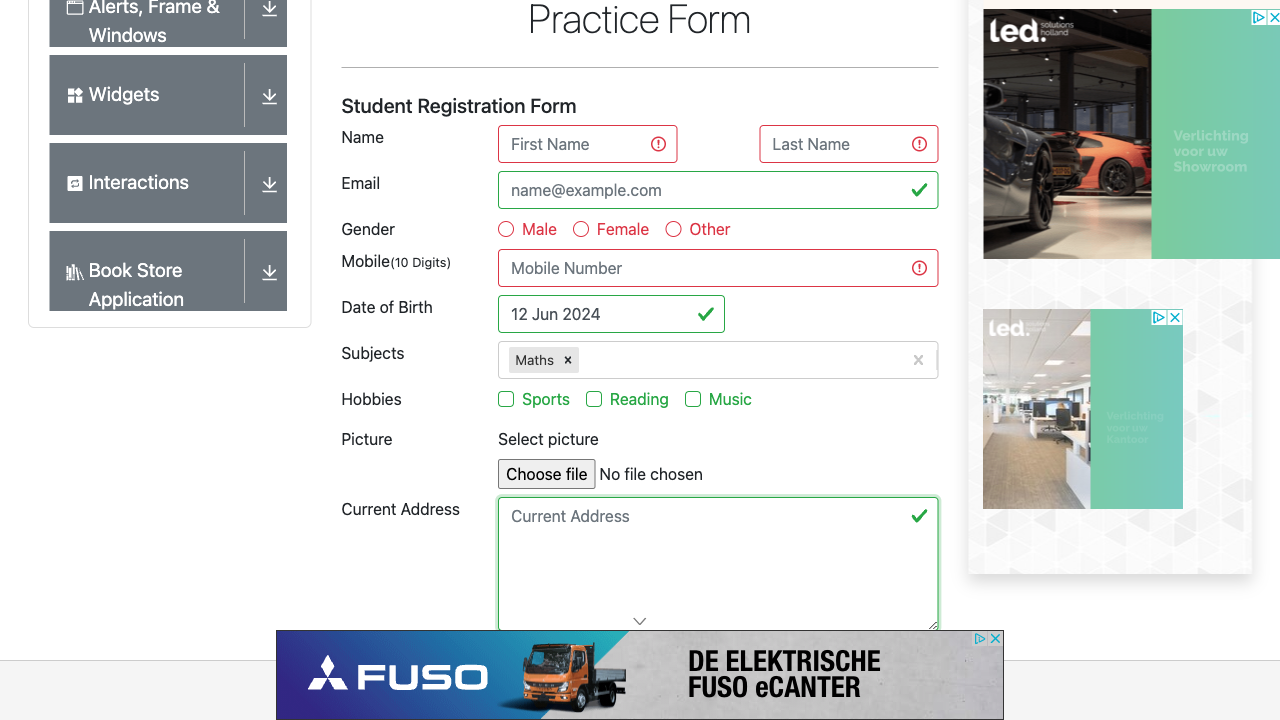 Alerts, Frame &
Windows
Widgets
Interactions
Book Store
Application
Practice Form
Student Registration Form
Name
First Name
Last Name
Email
name@example.com
Gender
Male
Female
Other
Mobile(10 Digits)
Mobile Number
Date of Birth
12 Jun 2024
Subjects
Maths
Hobbies
Sports
Reading
Music
Picture
Select picture
Choose file No file chosen
Current Address
Current Address
led. solutions
holland
Verlichting
voor uw
Showroom
led. solutions
holland
Verlichting
voor uw
Kantoor
FUSO
DE ELEKTRISCHE
FUSO eCANTER